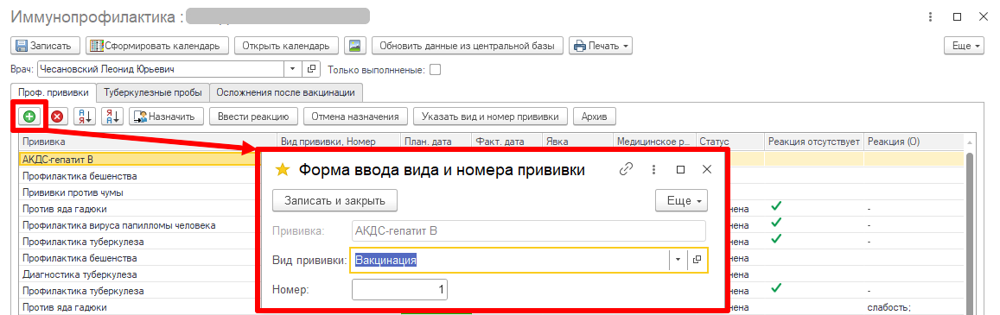 Иммунопрофилактика :
Записать Сформировать календарь Открыть календарь Обновить данные из центральной базы Печать Еще
Врач: Чесановский Леонид Юрьевич Только выполненные:
Проф. прививки Туберкулезные пробы Осложнения после вакцинации
Назначить Ввести реакцию Отмена назначения Указать вид и номер прививки Архив
Прививка Вид прививки, Номер План. дата Факт. дата Явка Медицинское р... Статус Реакция отсутствует Реакция (О)
АКДС-гепатит В
Профилактика бешенства
Прививки против чумы
Против яда гадюки нена -
Профилактика вируса папилломы человека нена -
Профилактика туберкулеза нена -
Профилактика бешенства нена
Диагностика туберкулеза нена
Профилактика туберкулеза нена -
Против яда гадюки нена слабость;
Форма ввода вида и номера прививки
Записать и закрыть Еще
Прививка: АКДС-гепатит В
Вид прививки: Вакцинация
Номер: 1